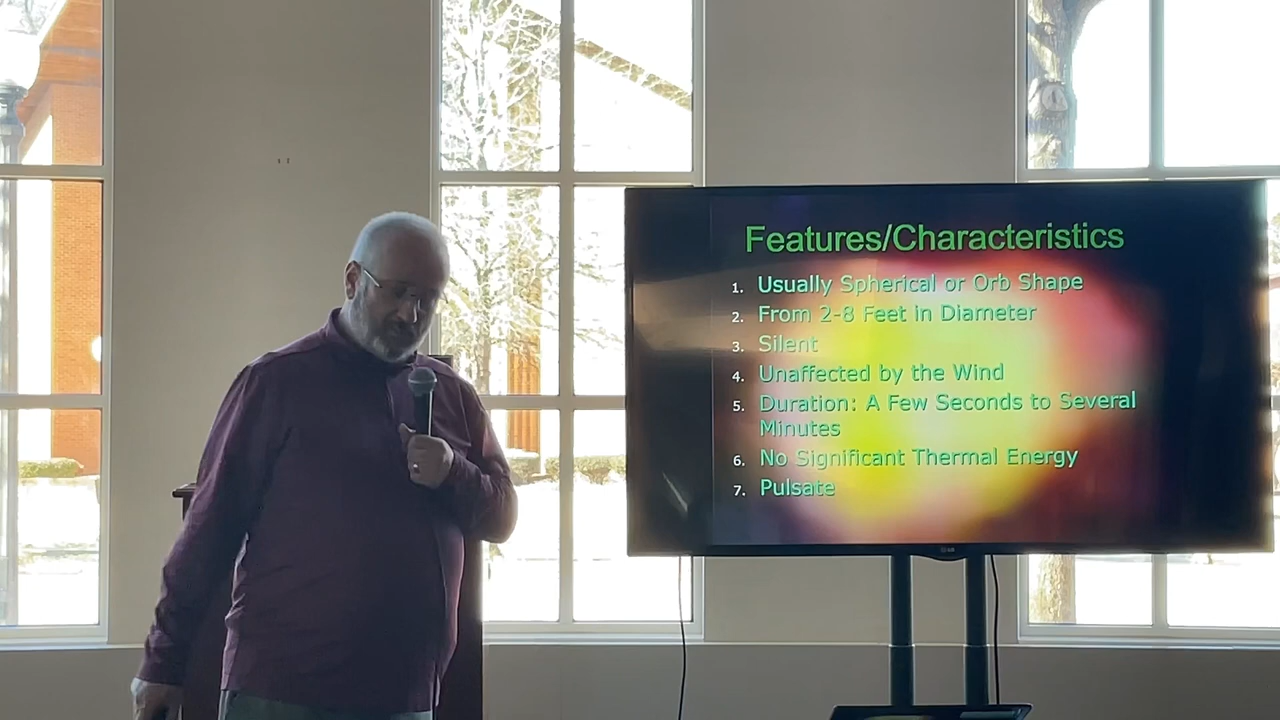 Features/Characteristics
1. Usually Spherical or Orb Shape
2. From 2-8 Feet in Diameter
3. Silent
4. Unaffected by the Wind
5. Duration: A Few Seconds to Several
Minutes
6. No Significant Thermal Energy
7. Pulsate
LG